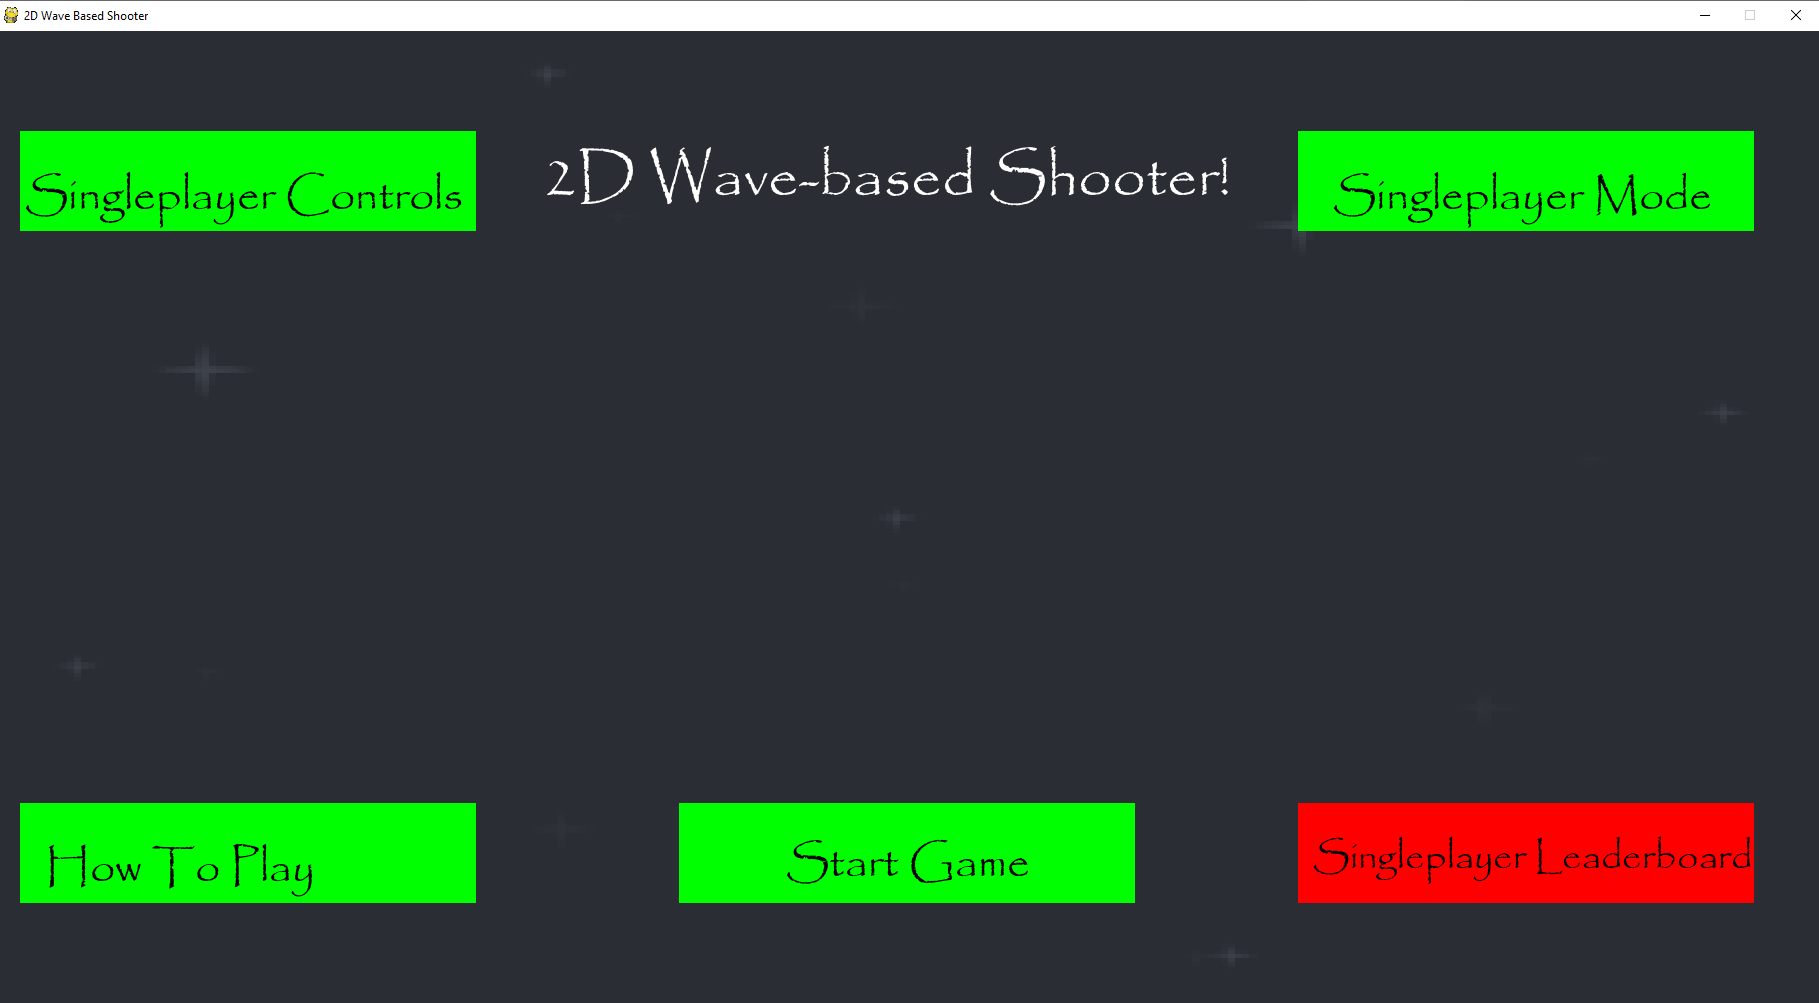 2D Wave Based Shooter
Singleplayer Controls
2D Wave-based Shooter!
Singleplayer Mode
How To Play
Start Game
Singleplayer Leaderboard